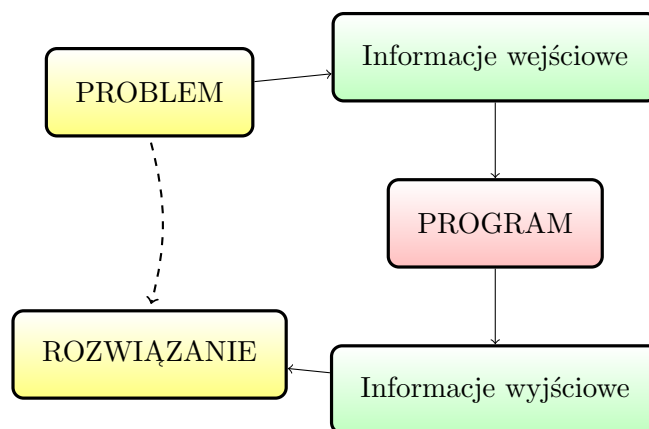 PROBLEM
Informacje wejściowe
PROGRAM
ROZWIĄZANIE
Informacje wyjściowe